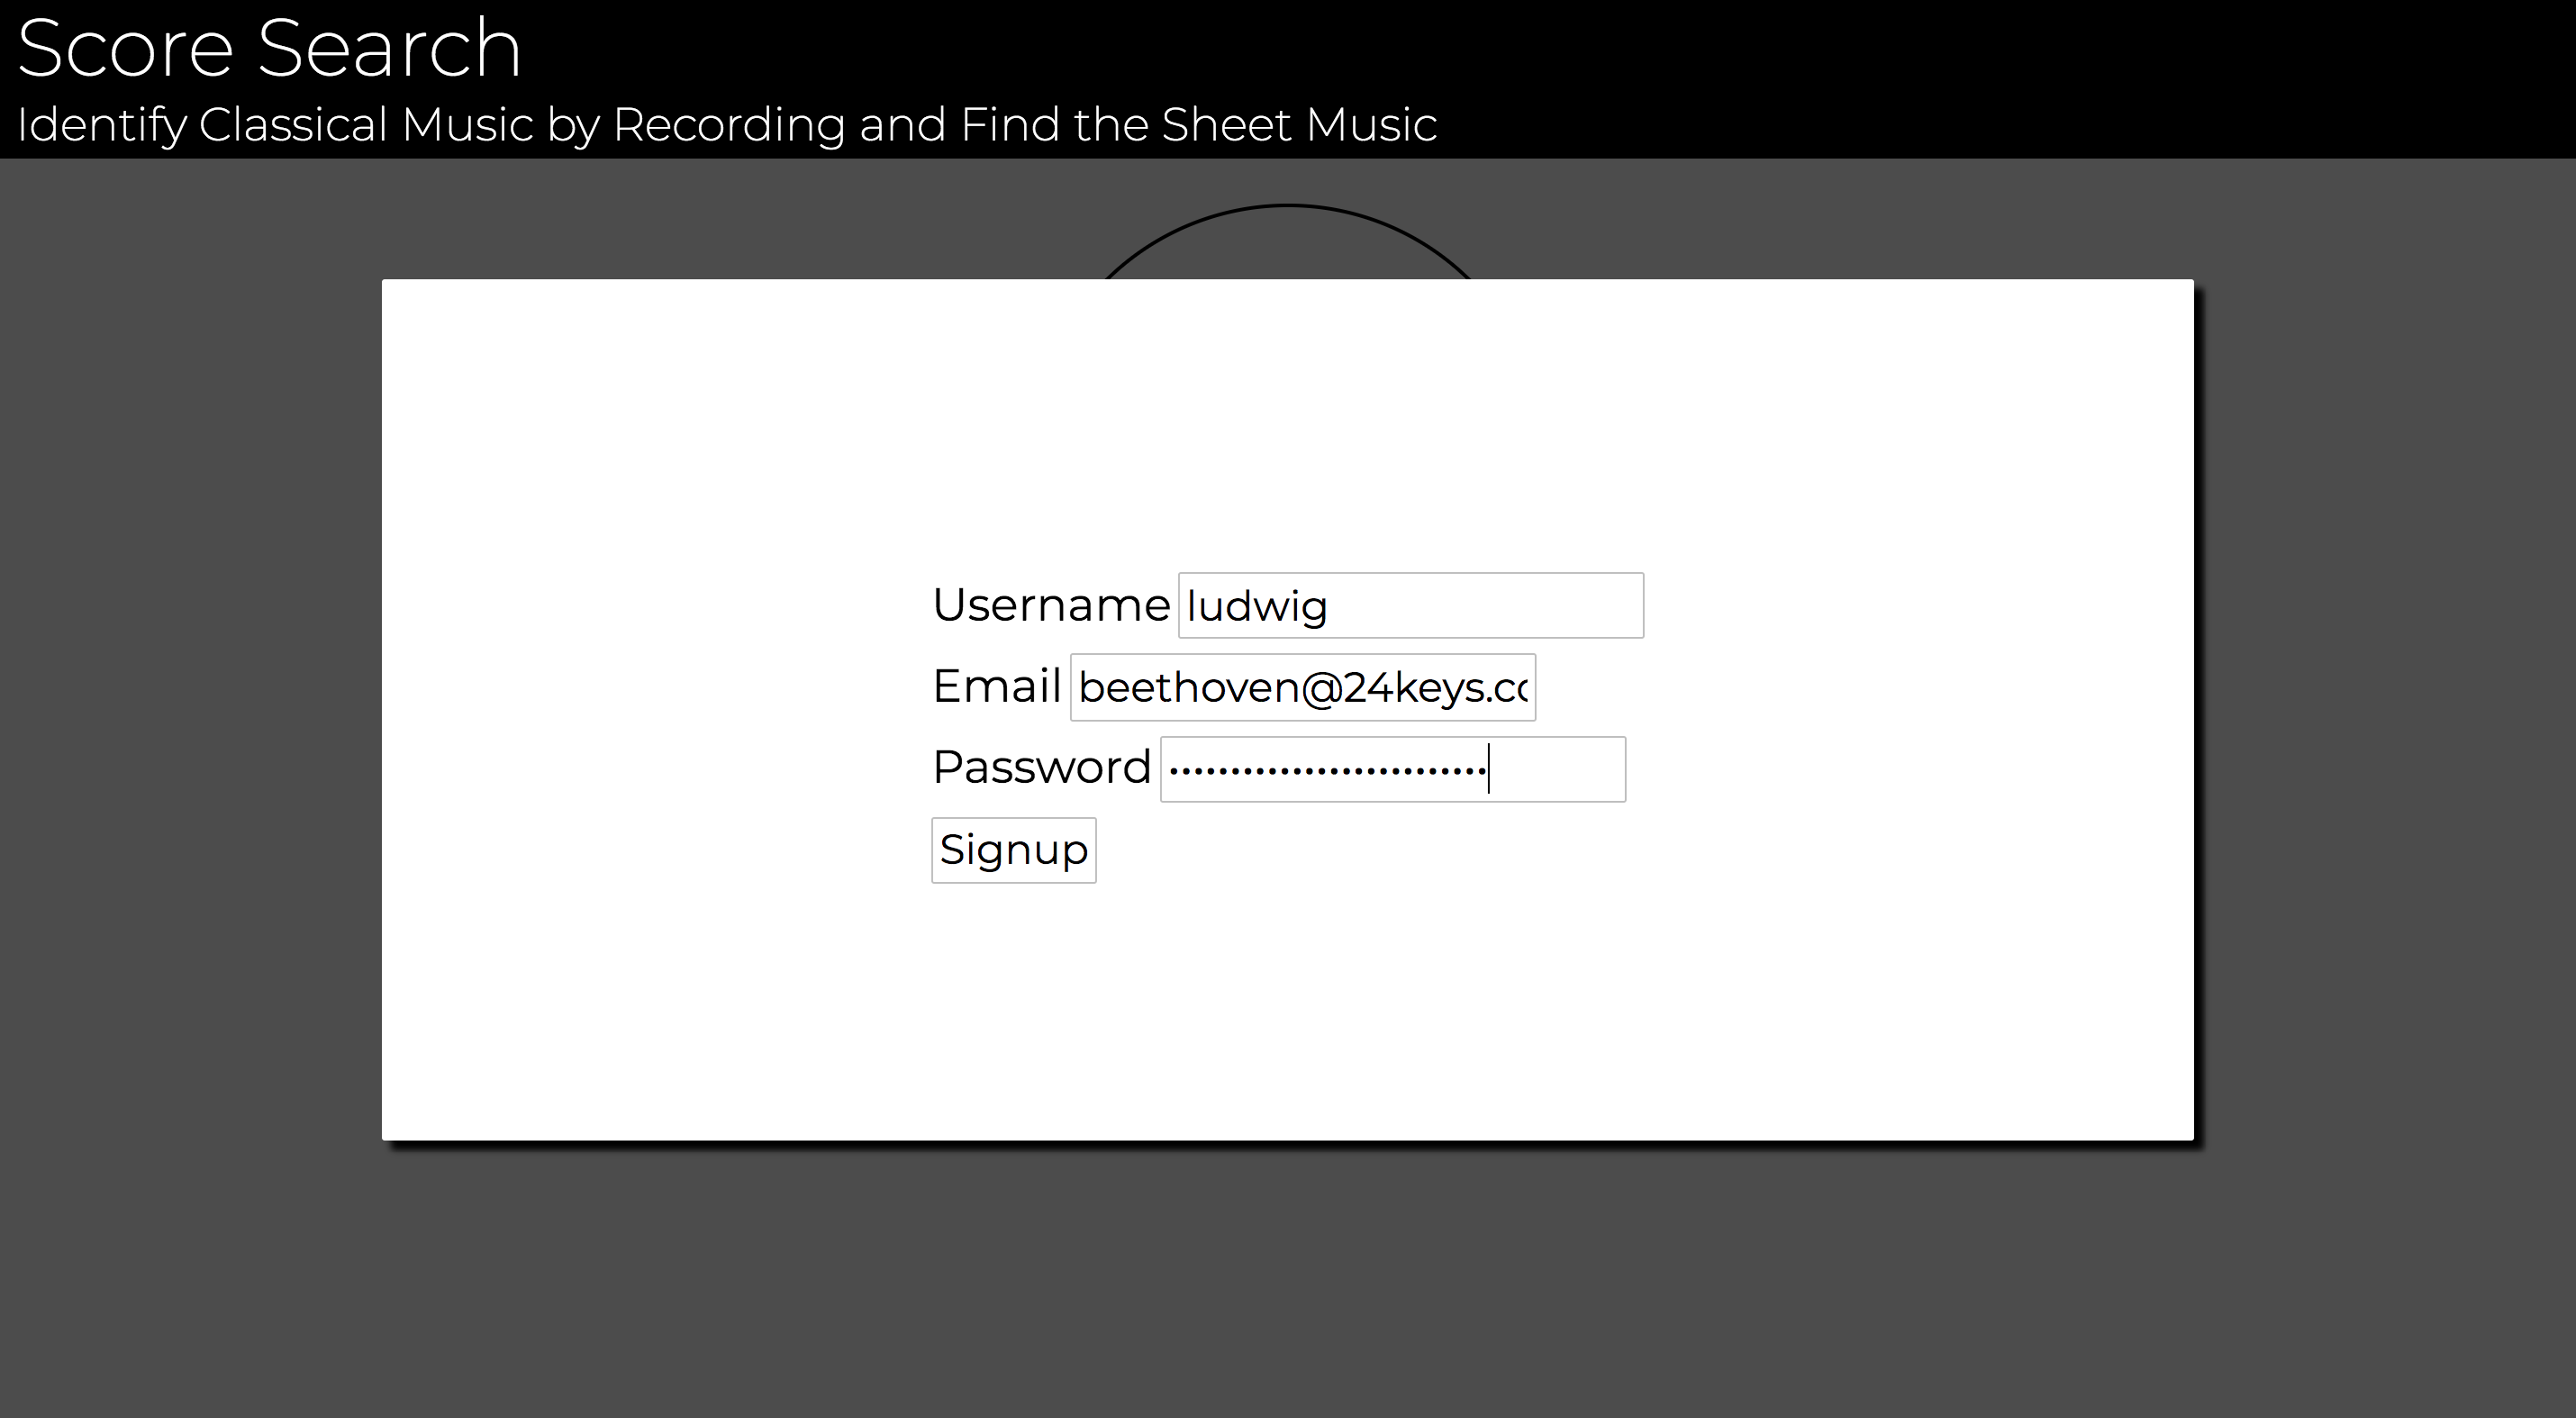 Score Search
Identify Classical Music by Recording and Find the Sheet Music
Username ludwig
Email beethoven@24keys.co
Password ••••••••••••••••••••••••••
Signup